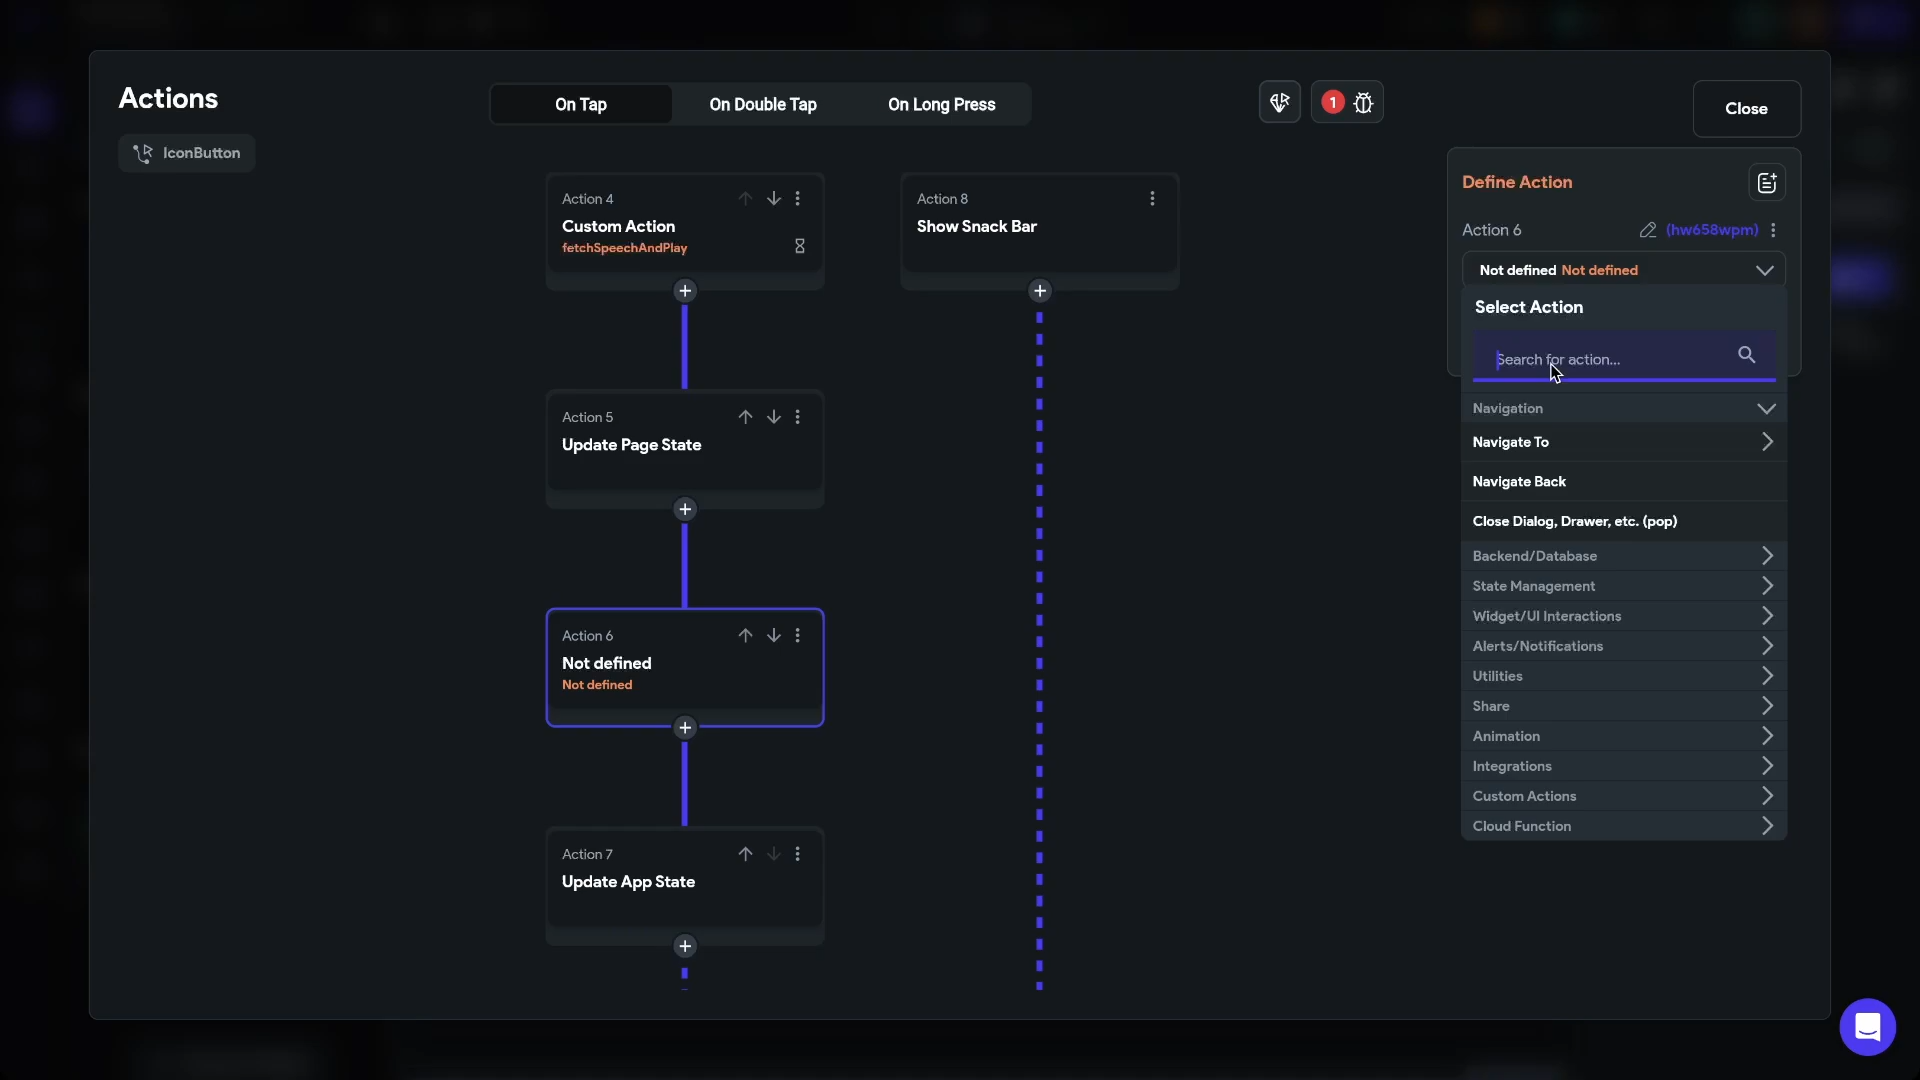 Actions
On Tap
On Double Tap
On Long Press
1
Close
IconButton
Action 4
Custom Action
fetchSpeechAndPlay
Action 8
Show Snack Bar
Action 5
Update Page State
Action 6
Not defined
Not defined
Action 7
Update App State
Define Action
Action 6
(hw658wpm)
Not defined Not defined
Select Action
Search for action...
Navigation
Navigate To
Navigate Back
Close Dialog, Drawer, etc. (pop)
Backend/Database
State Management
Widget/UI Interactions
Alerts/Notifications
Utilities
Share
Animation
Integrations
Custom Actions
Cloud Function